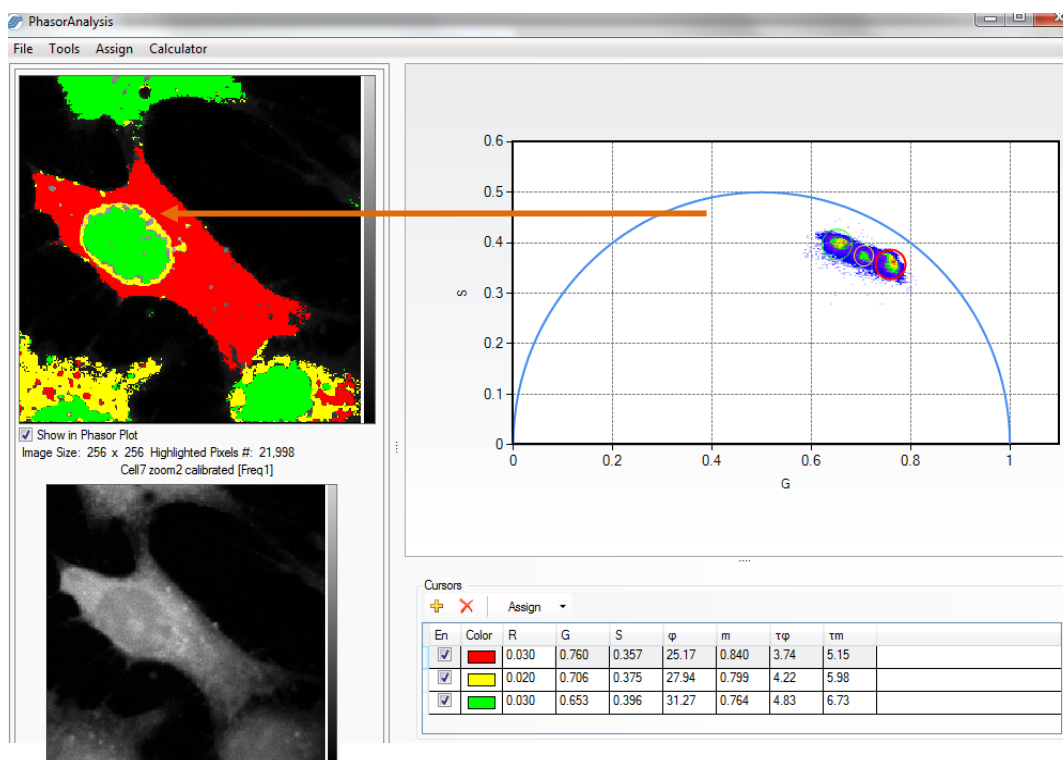 PhasorAnalysis
File Tools Assign Calculator
Show in Phasor Plot
Image Size: 256 x 256 Highlighted Pixels #: 21,998
Cell7 zoom2 calibrated [Freq1]
0.6
0.5
0.4
0.3
0.2
0.1
0
S
0 0.2 0.4 0.6 0.8 1
G
Cursors
Assign
En Color R G S φ m τφ τm
0.030 0.760 0.357 25.17 0.840 3.74 5.15
0.020 0.706 0.375 27.94 0.799 4.22 5.98
0.030 0.653 0.396 31.27 0.764 4.83 6.73